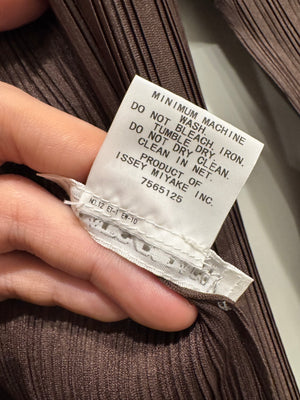 MINIMUM MACHINE
WASH.
DO NOT BLEACH, IRON,
TUMBLE DRY.
DO NOT DRY CLEAN.
CLEAN IN NET.
PRODUCT OF
ISSEY MIYAKE INC.
7565125